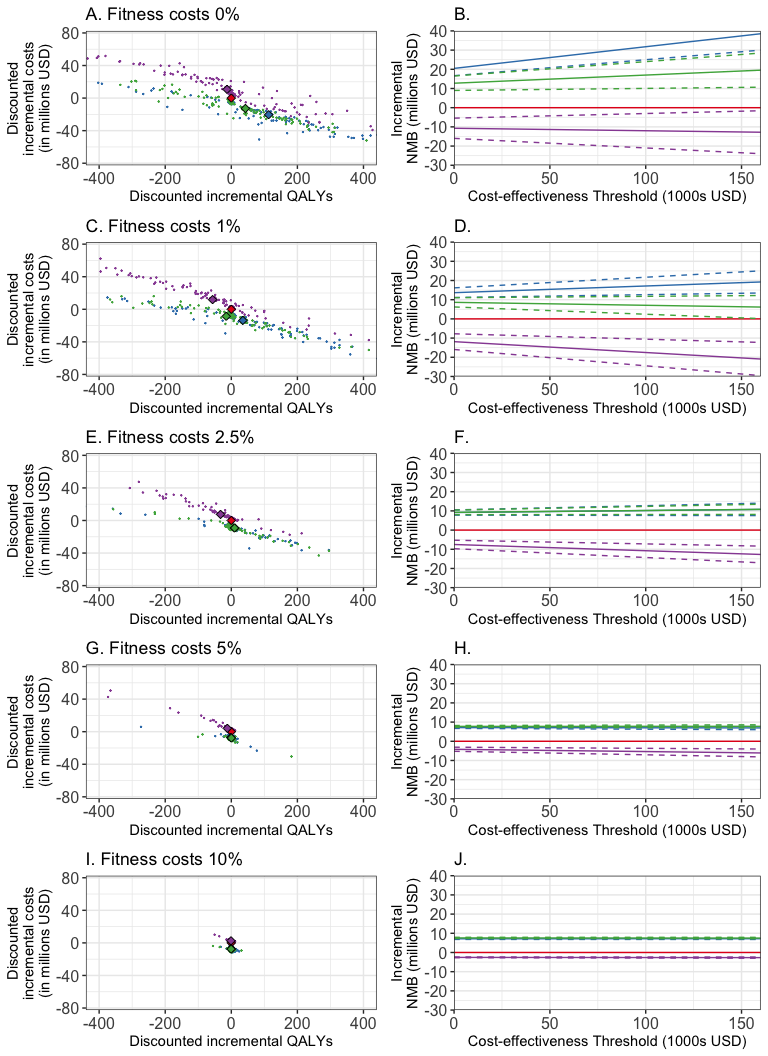 A. Fitness costs 0%
Discounted
incremental costs
(in millions USD)
80
40
0
-40
-80
-400
-200
0
200
400
Discounted incremental QALYs
B.
Incremental
NMB (millions USD)
40
30
20
10
0
-10
-20
-30
0
50
100
150
Cost-effectiveness Threshold (1000s USD)
C. Fitness costs 1%
Discounted
incremental costs
(in millions USD)
80
40
0
-40
-80
-400
-200
0
200
400
Discounted incremental QALYs
D.
Incremental
NMB (millions USD)
40
30
20
10
0
-10
-20
-30
0
50
100
150
Cost-effectiveness Threshold (1000s USD)
E. Fitness costs 2.5%
Discounted
incremental costs
(in millions USD)
80
40
0
-40
-80
-400
-200
0
200
400
Discounted incremental QALYs
F.
Incremental
NMB (millions USD)
40
30
20
10
0
-10
-20
-30
0
50
100
150
Cost-effectiveness Threshold (1000s USD)
G. Fitness costs 5%
Discounted
incremental costs
(in millions USD)
80
40
0
-40
-80
-400
-200
0
200
400
Discounted incremental QALYs
H.
Incremental
NMB (millions USD)
40
30
20
10
0
-10
-20
-30
0
50
100
150
Cost-effectiveness Threshold (1000s USD)
I. Fitness costs 10%
Discounted
incremental costs
(in millions USD)
80
40
0
-40
-80
-400
-200
0
200
400
Discounted incremental QALYs
J.
Incremental
NMB (millions USD)
40
30
20
10
0
-10
-20
-30
0
50
100
150
Cost-effectiveness Threshold (1000s USD)